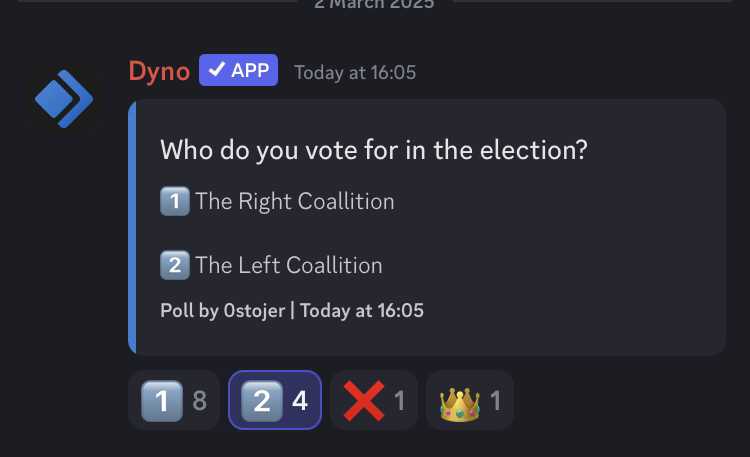 2 March 2025
Dyno ✓ APP Today at 16:05
Who do you vote for in the election?
1 The Right Coallition
2 The Left Coallition
Poll by 0stojer | Today at 16:05
1 8 2 4 ❌ 1 👑 1